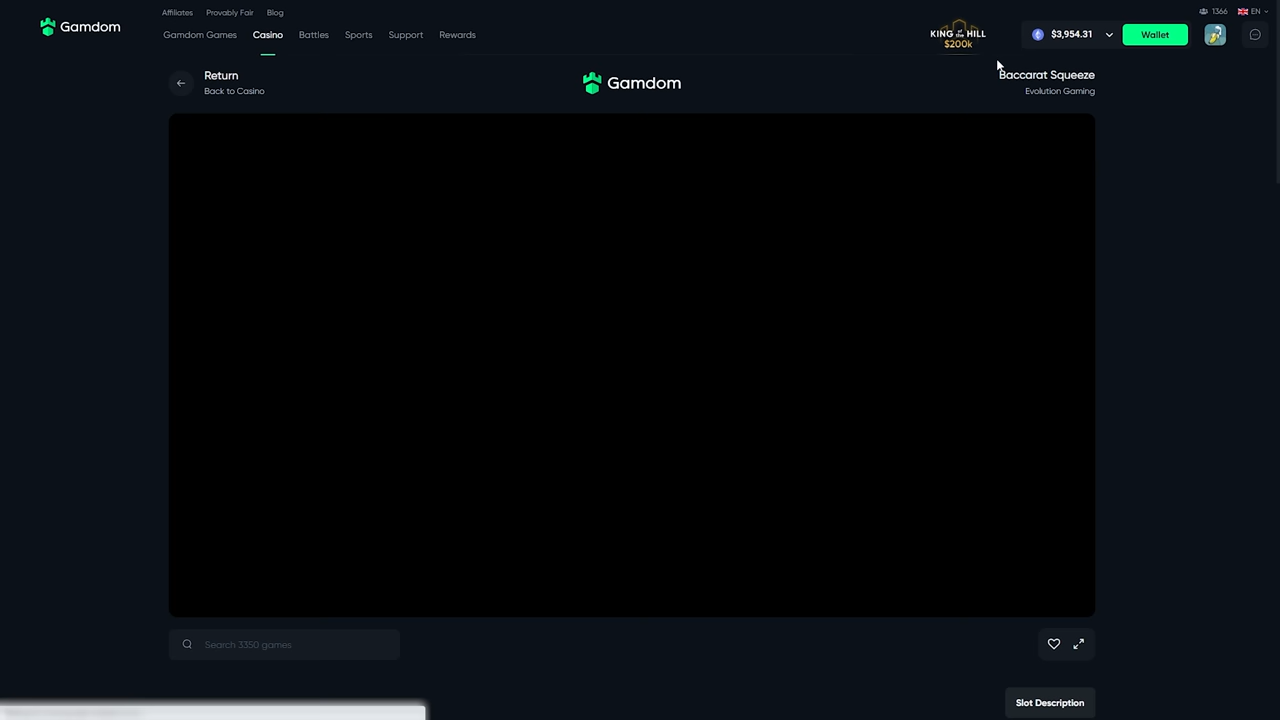 Affiliates Provably Fair Blog
1366 EN
Gamdom
Gamdom Games Casino Battles Sports Support Rewards
KING OF THE HILL
$200k
$3,954.31
Wallet
Return
Back to Casino
Gamdom
Baccarat Squeeze
Evolution Gaming
Search 3350 games
Slot Description